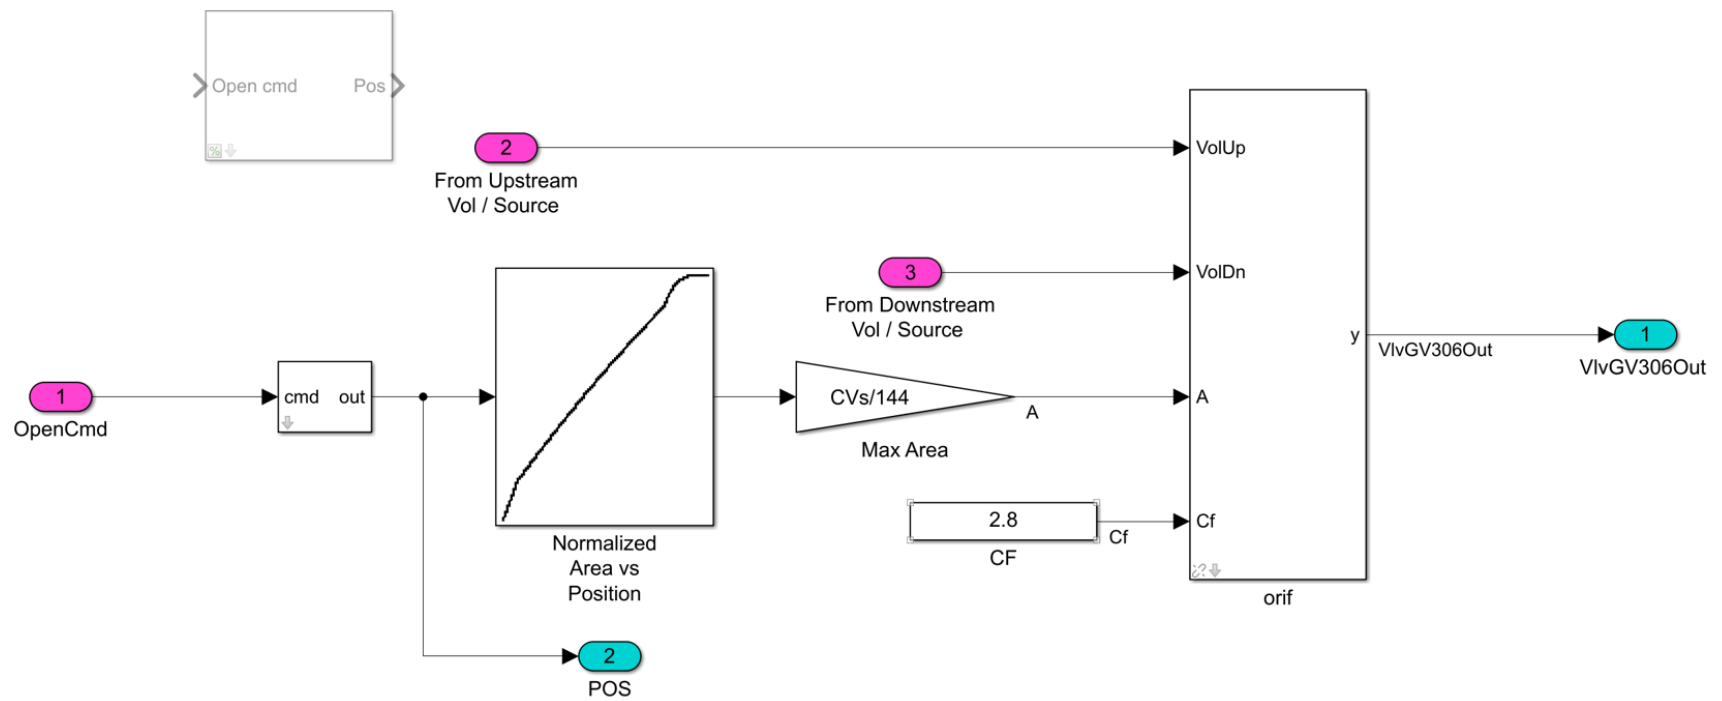 Open cmd
Pos
2
From Upstream
Vol / Source
VolUp
3
From Downstream
Vol / Source
VolDn
1
OpenCmd
cmd
out
Normalized
Area vs
Position
CVs/144
Max Area
A
A
2.8
CF
Cf
Cf
orif
y
VlvGV306Out
1
VlvGV306Out
2
POS